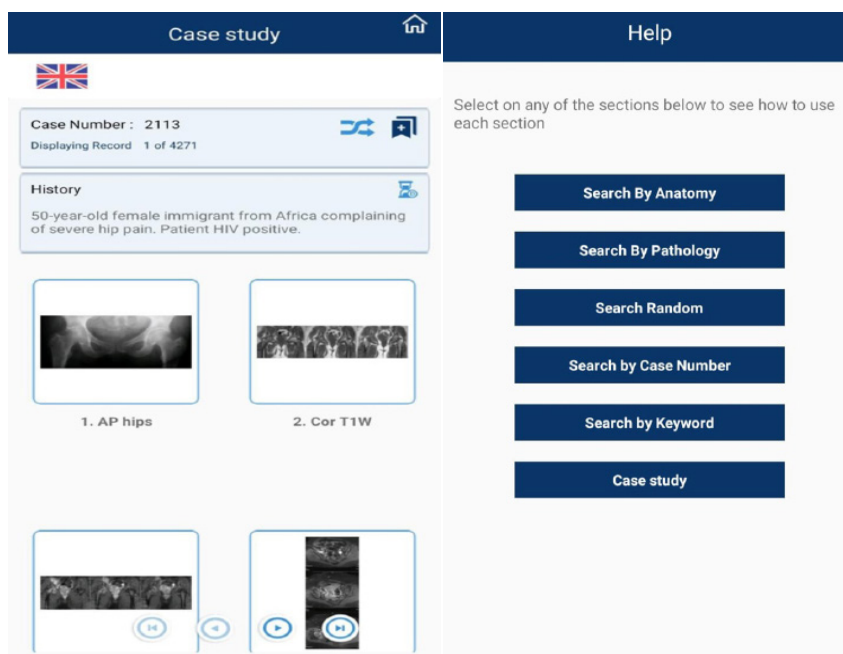 Case study
Case Number : 2113
Displaying Record 1 of 4271
History
50-year-old female immigrant from Africa complaining
of severe hip pain. Patient HIV positive.
1. AP hips
2. Cor T1W
Help
Select on any of the sections below to see how to use
each section
Search By Anatomy
Search By Pathology
Search Random
Search by Case Number
Search by Keyword
Case study